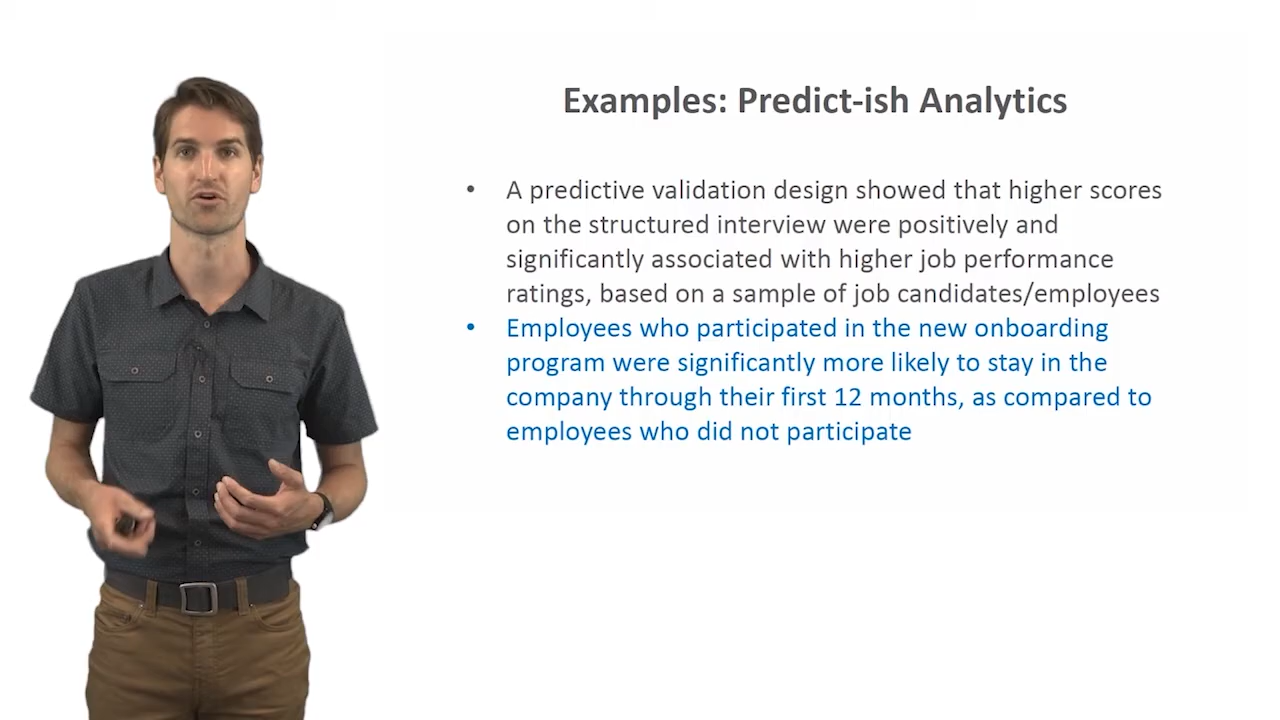 Examples: Predict-ish Analytics
• A predictive validation design showed that higher scores
on the structured interview were positively and
significantly associated with higher job performance
ratings, based on a sample of job candidates/employees
• Employees who participated in the new onboarding
program were significantly more likely to stay in the
company through their first 12 months, as compared to
employees who did not participate